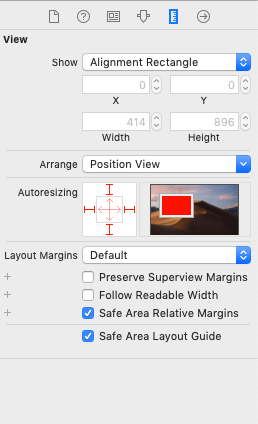 View
Show Alignment Rectangle
0 0
X Y
414 896
Width Height
Arrange Position View
Autoresizing
Layout Margins Default
Preserve Superview Margins
Follow Readable Width
Safe Area Relative Margins
Safe Area Layout Guide